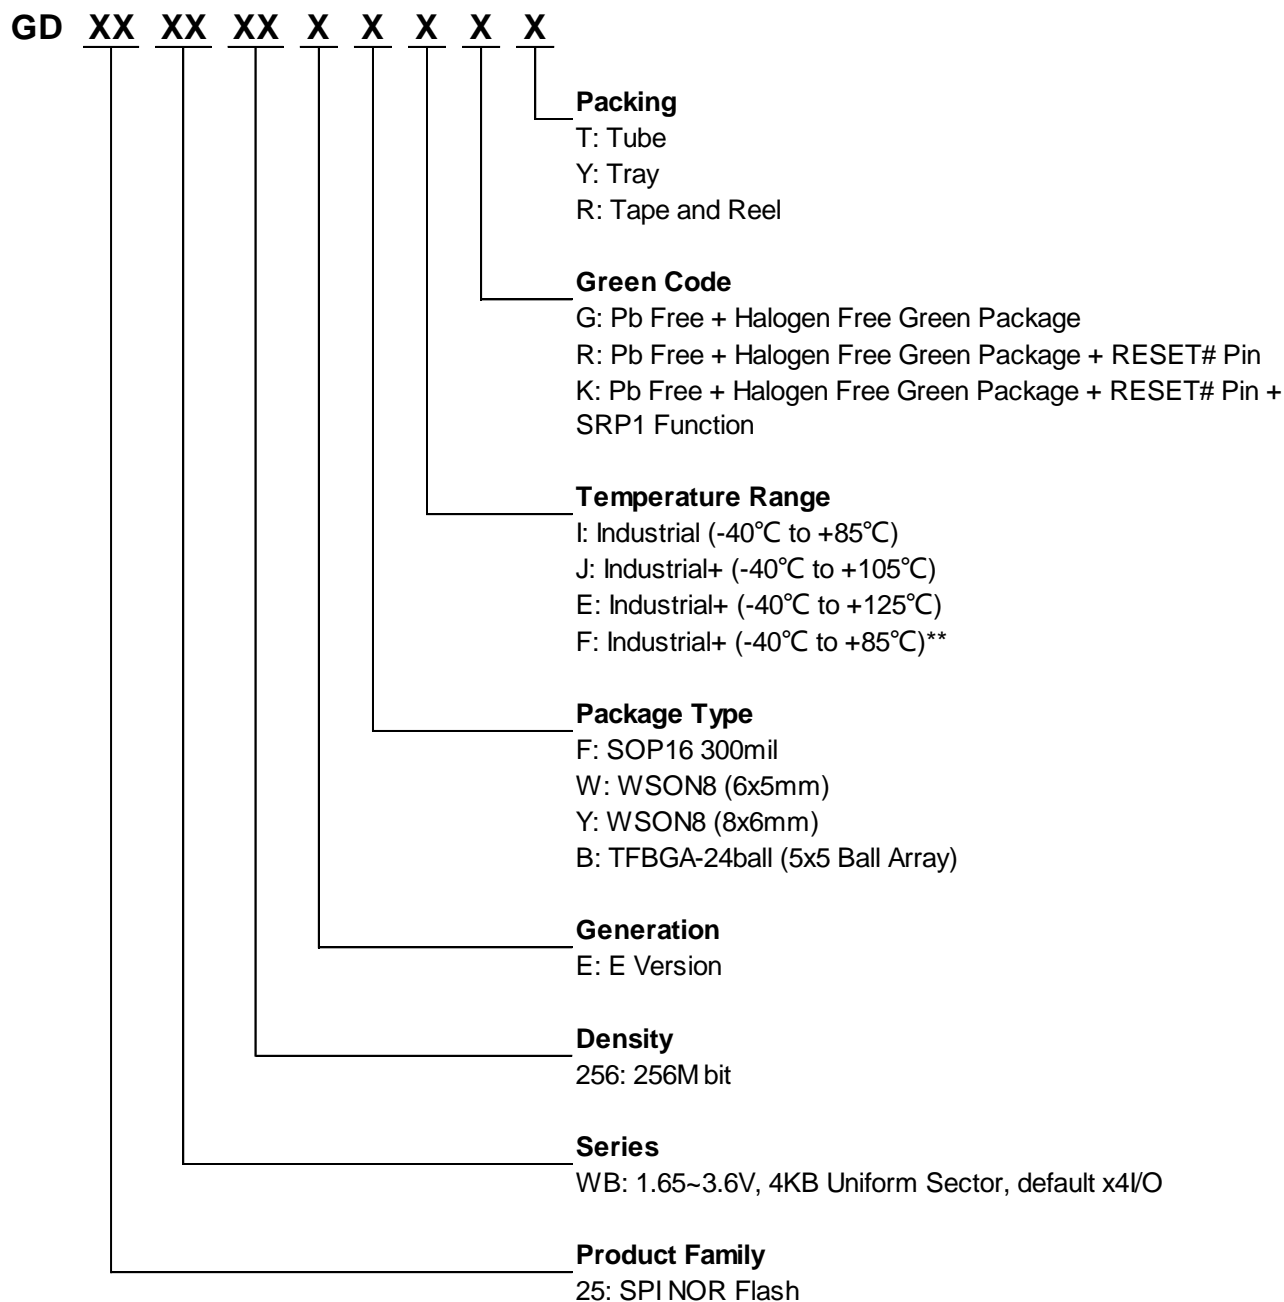 GD XX XX XX X X X X X
Packing
T: Tube
Y: Tray
R: Tape and Reel
Green Code
G: Pb Free + Halogen Free Green Package
R: Pb Free + Halogen Free Green Package + RESET# Pin
K: Pb Free + Halogen Free Green Package + RESET# Pin +
SRP1 Function
Temperature Range
I: Industrial (-40℃ to +85℃)
J: Industrial+ (-40℃ to +105℃)
E: Industrial+ (-40℃ to +125℃)
F: Industrial+ (-40℃ to +85℃)**
Package Type
F: SOP16 300mil
W: WSON8 (6x5mm)
Y: WSON8 (8x6mm)
B: TFBGA-24ball (5x5 Ball Array)
Generation
E: E Version
Density
256: 256M bit
Series
WB: 1.65~3.6V, 4KB Uniform Sector, default x4I/O
Product Family
25: SPI NOR Flash